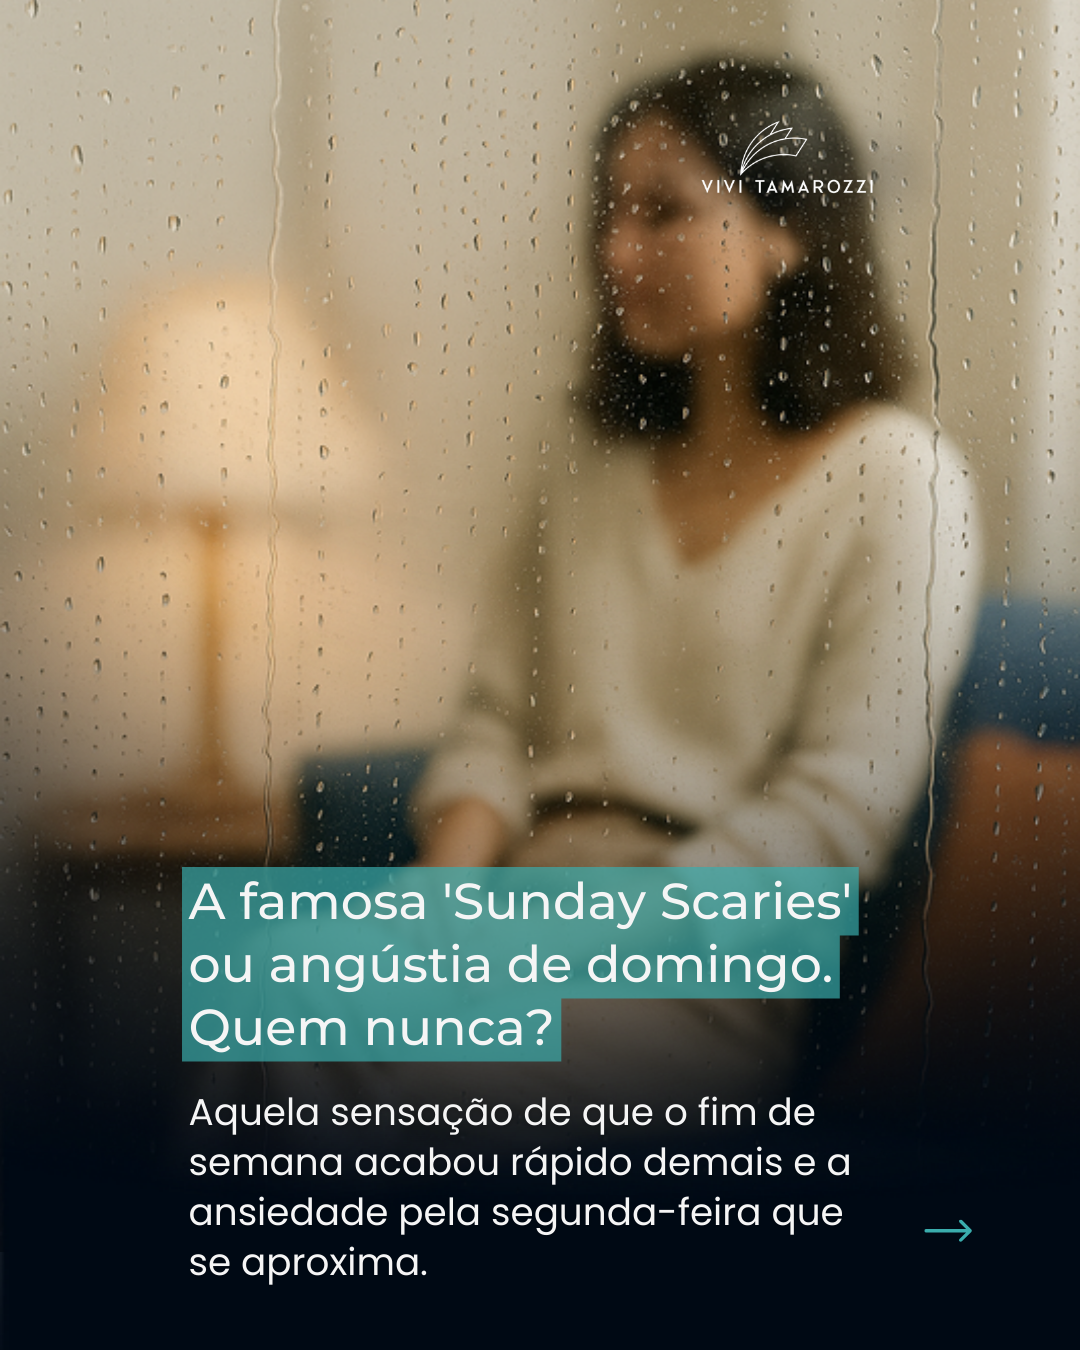 VIVI TAMAROZZI
A famosa 'Sunday Scaries'
ou angústia de domingo.
Quem nunca?
Aquela sensação de que o fim de
semana acabou rápido demais e a
ansiedade pela segunda-feira que
se aproxima.